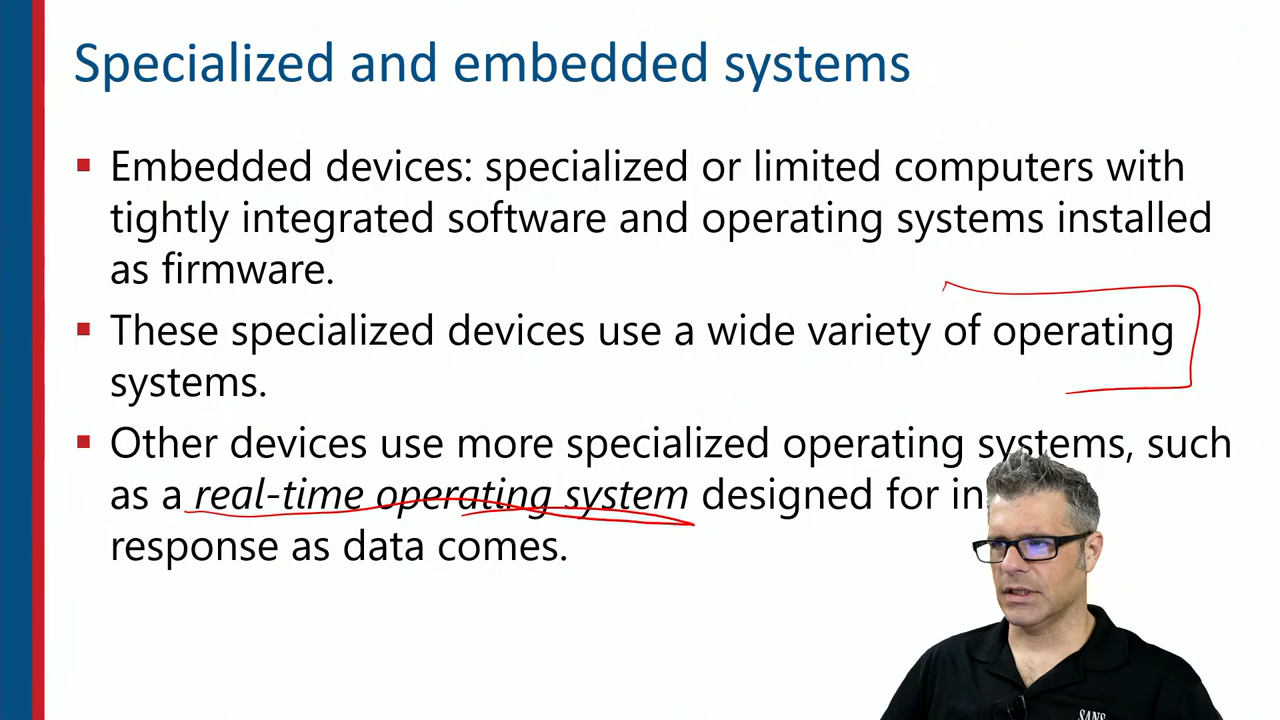 Specialized and embedded systems
▪ Embedded devices: specialized or limited computers with
tightly integrated software and operating systems installed
as firmware.
▪ These specialized devices use a wide variety of operating
systems.
▪ Other devices use more specialized operating systems, such
as a real-time operating system designed for
response as data comes.
SANS